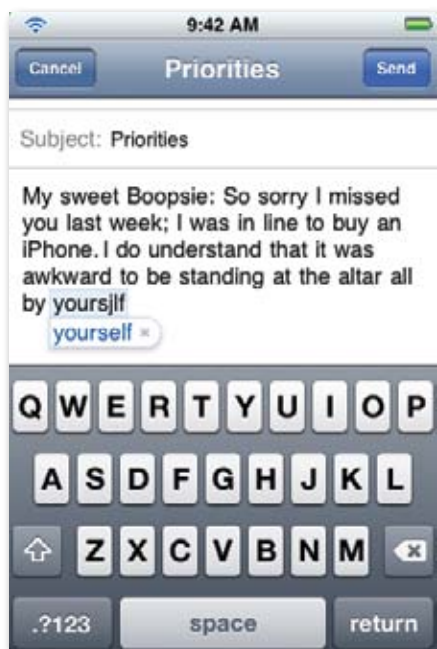 9:42 AM
Cancel Priorities Send
Subject: Priorities
My sweet Boopsie: So sorry I missed
you last week; I was in line to buy an
iPhone. I do understand that it was
awkward to be standing at the altar all
by yoursjlf
yourself ×
Q W E R T Y U I O P
A S D F G H J K L
Z X C V B N M
.?123 space return